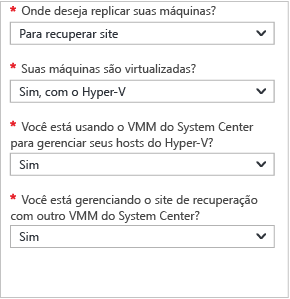 * Onde deseja replicar suas máquinas?
Para recuperar site
* Suas máquinas são virtualizadas?
Sim, com o Hyper-V
* Você está usando o VMM do System Center
para gerenciar seus hosts do Hyper-V?
Sim
* Você está gerenciando o site de recuperação
com outro VMM do System Center?
Sim